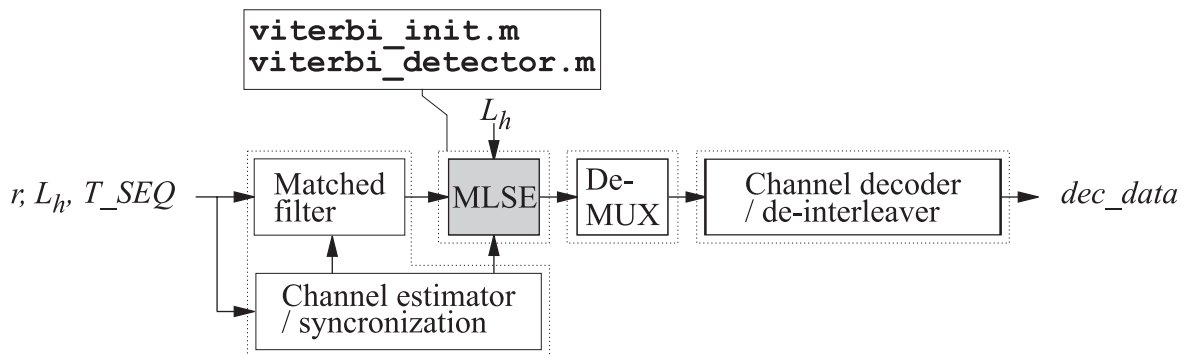 viterbi_init.m
viterbi_detector.m
L_h
r, L_h, T_SEQ
Matched
filter
MLSE
De-
MUX
Channel decoder
/ de-interleaver
dec_data
Channel estimator
/ syncronization